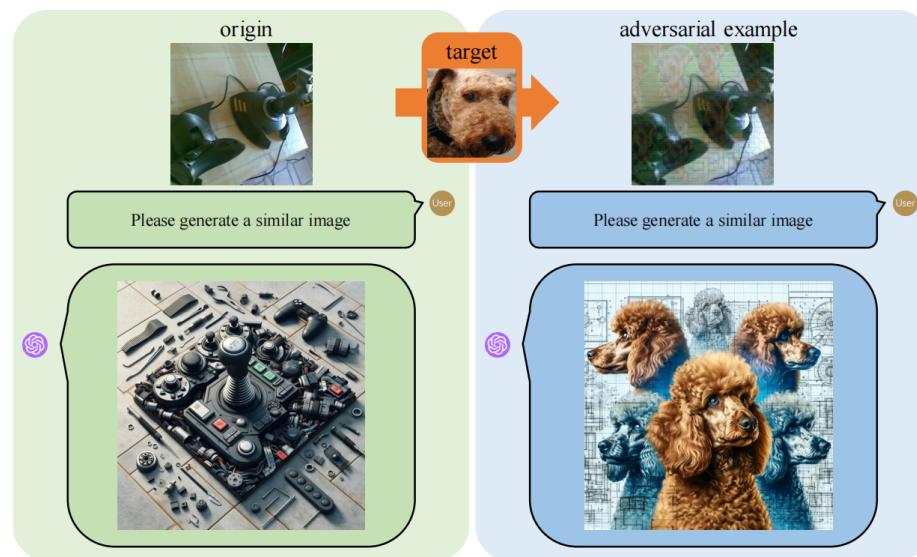 origin
target
adversarial example
Please generate a similar image
User
Please generate a similar image
User